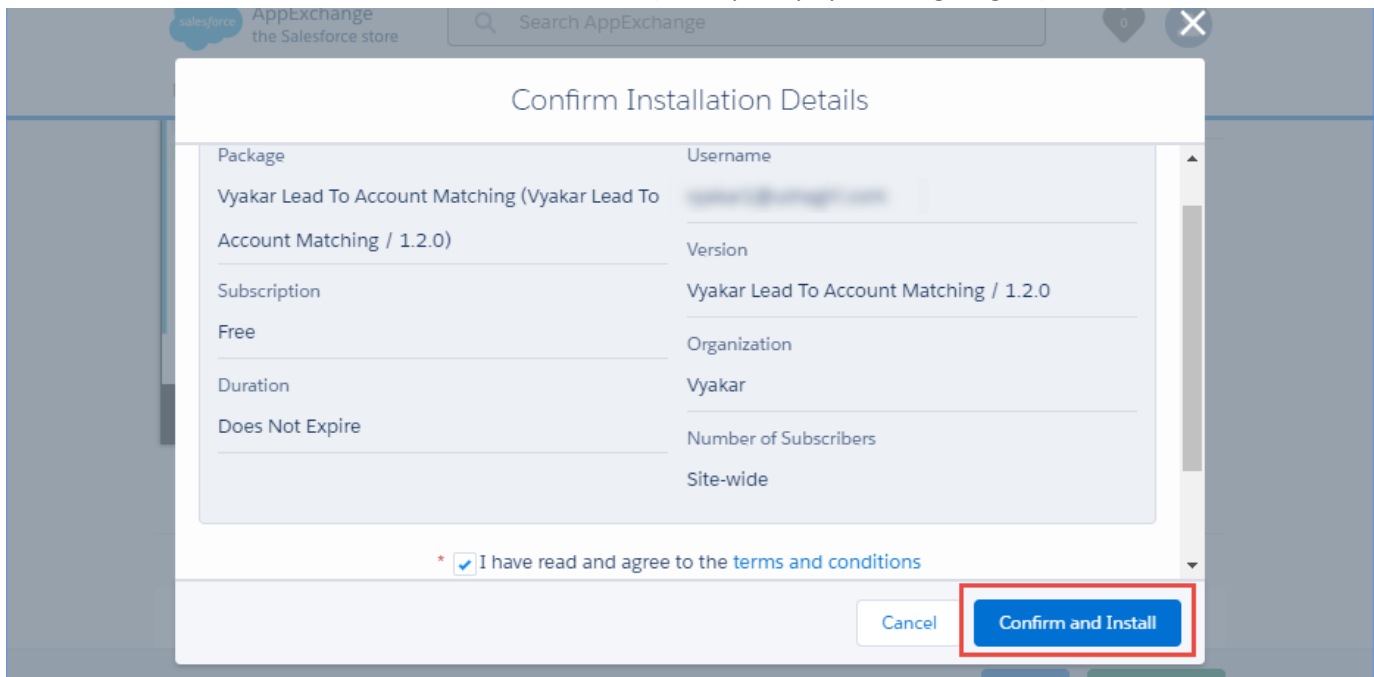 salesforce
AppExchange
the Salesforce store
Search AppExchange
0
Confirm Installation Details
Package
Vyakar Lead To Account Matching (Vyakar Lead To
Account Matching / 1.2.0)
Subscription
Free
Duration
Does Not Expire
Username
Version
Vyakar Lead To Account Matching / 1.2.0
Organization
Vyakar
Number of Subscribers
Site-wide
* I have read and agree to the terms and conditions
Cancel
Confirm and Install